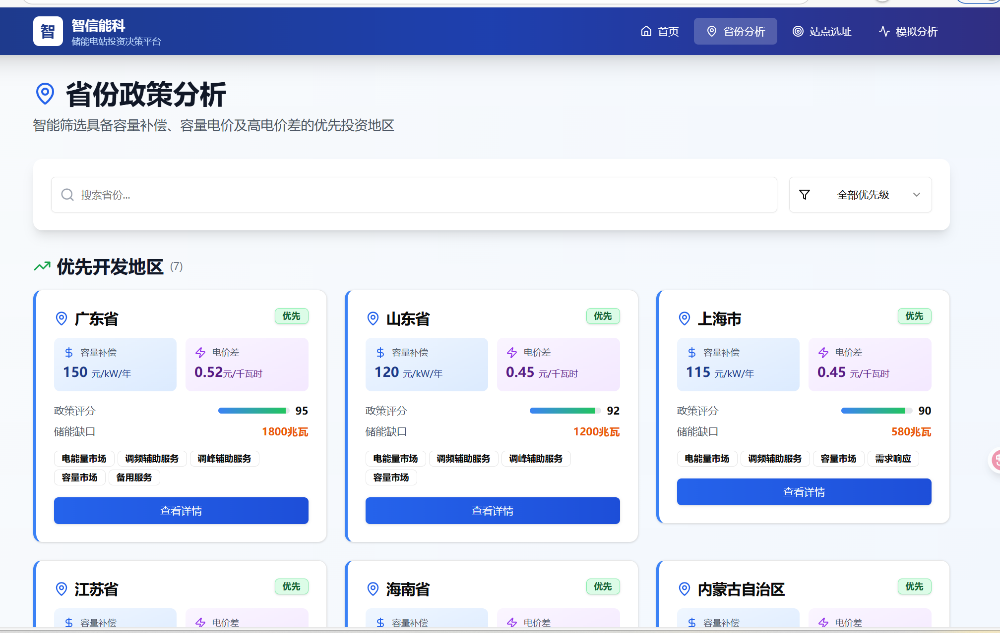 智
智信能科
储能电站投资决策平台
首页
省份分析
站点选址
模拟分析
省份政策分析
智能筛选具备容量补偿、容量电价及高电价差的优先投资地区
搜索省份...
全部优先级
优先开发地区 (7)
广东省
优先
容量补偿
150 元/kW/年
电价差
0.52元/千瓦时
政策评分
95
储能缺口
1800兆瓦
电能量市场
调频辅助服务
调峰辅助服务
容量市场
备用服务
查看详情
山东省
优先
容量补偿
120 元/kW/年
电价差
0.45 元/千瓦时
政策评分
92
储能缺口
1200兆瓦
电能量市场
调频辅助服务
调峰辅助服务
容量市场
查看详情
上海市
优先
容量补偿
115 元/kW/年
电价差
0.45 元/千瓦时
政策评分
90
储能缺口
580兆瓦
电能量市场
调频辅助服务
容量市场
需求响应
查看详情
江苏省
优先
容量补偿
电价差
海南省
优先
容量补偿
电价差
内蒙古自治区
优先
容量补偿
电价差